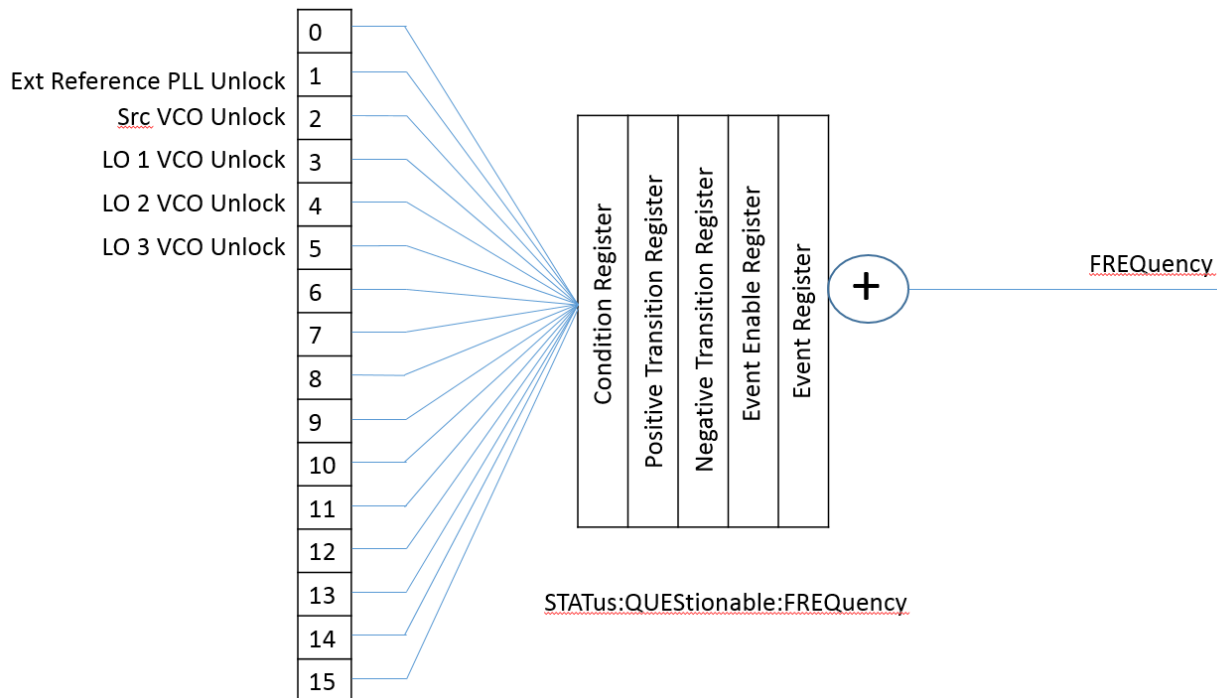 0
Ext Reference PLL Unlock 1
Src VCO Unlock 2
LO 1 VCO Unlock 3
LO 2 VCO Unlock 4
LO 3 VCO Unlock 5
6
7
8
9
10
11
12
13
14
15
Condition Register
Positive Transition Register
Negative Transition Register
Event Enable Register
Event Register
+
FREQuency
STATus:QUEStionable:FREQuency